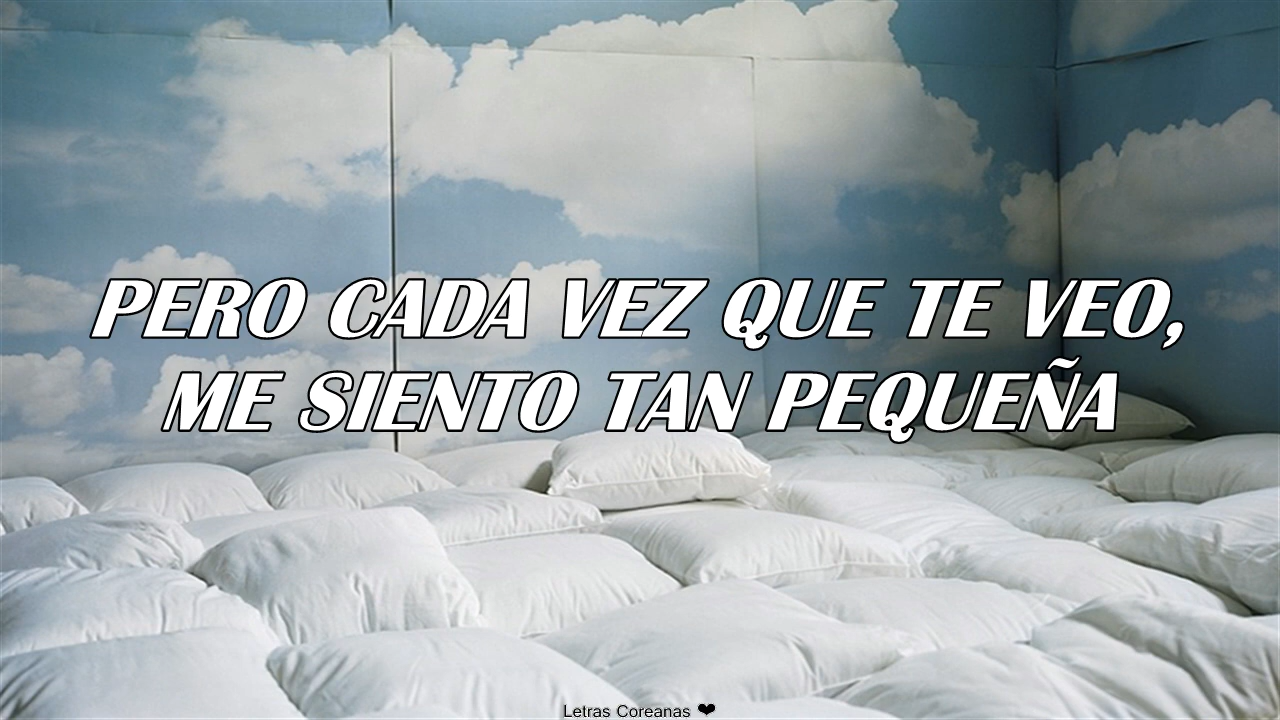 PERO CADA VEZ QUE TE VEO,
ME SIENTO TAN PEQUEÑA
Letras Coreanas ❤